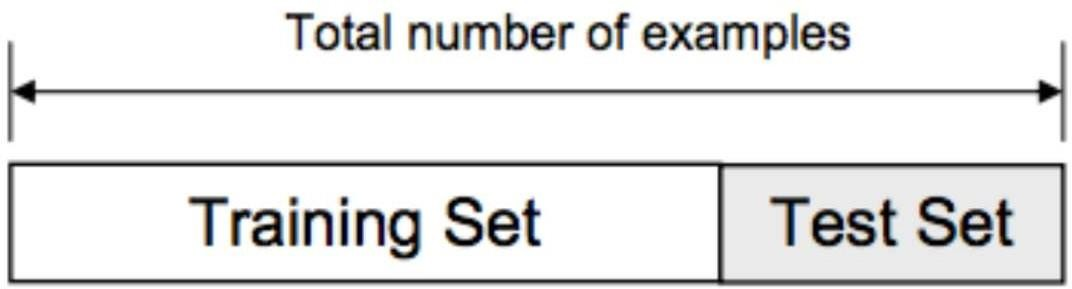 Total number of examples
Training Set
Test Set